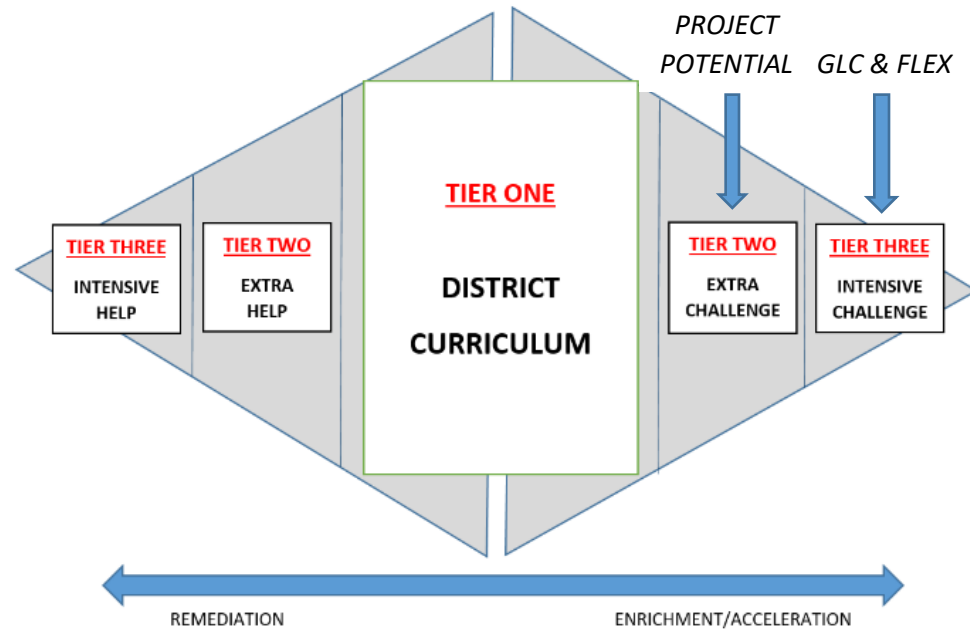 PROJECT
POTENTIAL
GLC & FLEX
TIER THREE
INTENSIVE
HELP
TIER TWO
EXTRA
HELP
TIER ONE
DISTRICT
CURRICULUM
TIER TWO
EXTRA
CHALLENGE
TIER THREE
INTENSIVE
CHALLENGE
REMEDIATION
ENRICHMENT/ACCELERATION